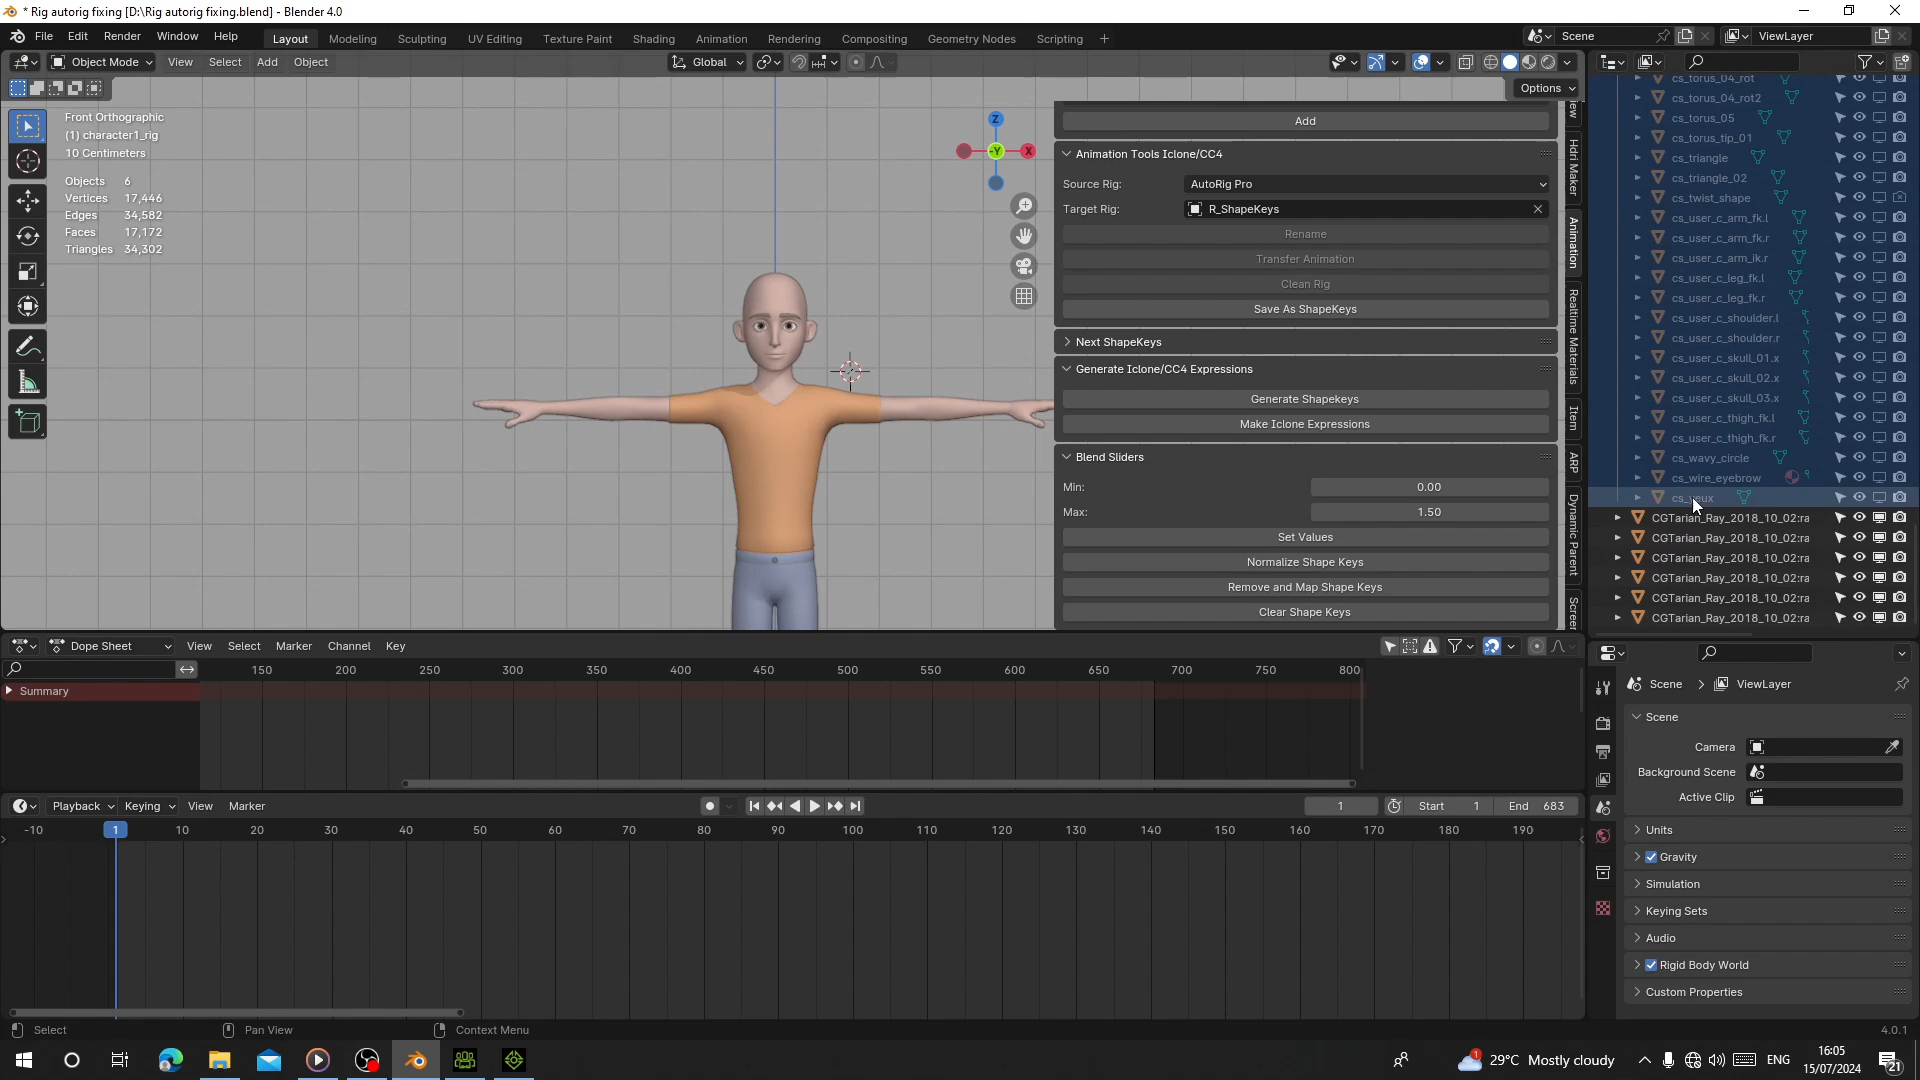 * Rig autorig fixing [D:\Rig autorig fixing.blend] - Blender 4.0
File Edit Render Window Help
Layout Modeling Sculpting UV Editing Texture Paint Shading Animation Rendering Compositing Geometry Nodes Scripting +
Scene ViewLayer
Object Mode View Select Add Object Global
Options
Front Orthographic
(1) character1_rig
10 Centimeters
Objects 6
Vertices 17,446
Edges 34,582
Faces 17,172
Triangles 34,302
Z
-Y X
Add
Animation Tools Iclone/CC4
Source Rig: AutoRig Pro
Target Rig: R_ShapeKeys
Rename
Transfer Animation
Clean Rig
Save As ShapeKeys
Next ShapeKeys
Generate Iclone/CC4 Expressions
Generate Shapekeys
Make Iclone Expressions
Blend Sliders
Min: 0.00
Max: 1.50
Set Values
Normalize Shape Keys
Remove and Map Shape Keys
Clear Shape Keys
Hdri Maker
Animation
Realtime Materials
Item
ARP
Dynamic Parent
Screen
cs_torus_04_rot
cs_torus_04_rot2
cs_torus_05
cs_torus_tip_01
cs_triangle
cs_triangle_02
cs_twist_shape
cs_user_c_arm_fk.l
cs_user_c_arm_fk.r
cs_user_c_arm_ik.r
cs_user_c_leg_fk.l
cs_user_c_leg_fk.r
cs_user_c_shoulder.l
cs_user_c_shoulder.r
cs_user_c_skull_01.x
cs_user_c_skull_02.x
cs_user_c_skull_03.x
cs_user_c_thigh_fk.l
cs_user_c_thigh_fk.r
cs_wavy_circle
cs_wire_eyebrow
CGTarian_Ray_2018_10_02:ra
CGTarian_Ray_2018_10_02:ra
CGTarian_Ray_2018_10_02:ra
CGTarian_Ray_2018_10_02:ra
CGTarian_Ray_2018_10_02:ra
CGTarian_Ray_2018_10_02:ra
Dope Sheet View Select Marker Channel Key
150 200 250 300 350 400 450 500 550 600 650 700 750 800
Summary
Playback Keying View Marker 1 Start 1 End 683
-10 1 10 20 30 40 50 60 70 80 90 100 110 120 130 140 150 160 170 180 190
Scene > ViewLayer
Scene
Camera
Background Scene
Active Clip
Units
Gravity
Simulation
Keying Sets
Audio
Rigid Body World
Custom Properties
Select Pan View Context Menu 4.0.1
1 29°C Mostly cloudy ENG 16:05
15/07/2024 21